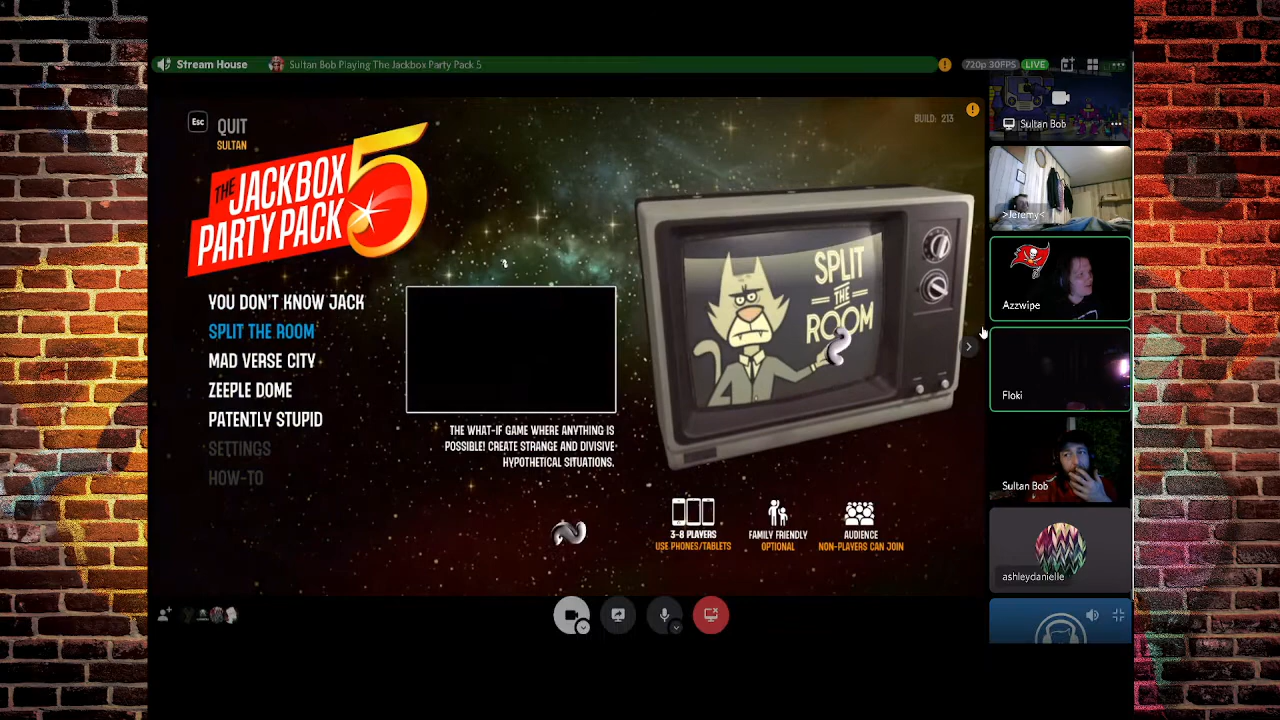 Stream House
Sultan Bob Playing The Jackbox Party Pack 5
720p 30FPS LIVE
Esc
QUIT
SULTAN
BUILD: 213
THE
JACKBOX
PARTY PACK
5
YOU DON'T KNOW JACK
SPLIT THE ROOM
MAD VERSE CITY
ZEEPLE DOME
PATENTLY STUPID
SETTINGS
HOW-TO
THE WHAT-IF GAME WHERE ANYTHING IS
POSSIBLE! CREATE STRANGE AND DIVISIVE
HYPOTHETICAL SITUATIONS.
SPLIT
THE
ROOM
3-8 PLAYERS
USE PHONES/TABLETS
FAMILY FRIENDLY
OPTIONAL
AUDIENCE
NON-PLAYERS CAN JOIN
Sultan Bob
>Jeremy<
Azzwipe
Floki
Sultan Bob
ashleydanielle